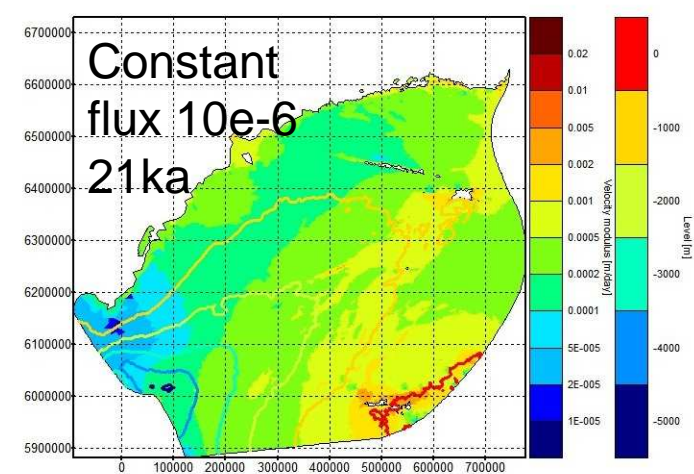 Constant
flux 10e-6
21ka
6700000
6600000
6500000
6400000
6300000
6200000
6100000
6000000
5900000
0 100000 200000 300000 400000 500000 600000 700000
0.02
0.01
0.005
0.002
0.001
0.0005
0.0002
0.0001
5E-005
2E-005
1E-005
Velocity modulus [m/day]
0
-1000
-2000
-3000
-4000
-5000
Level [m]